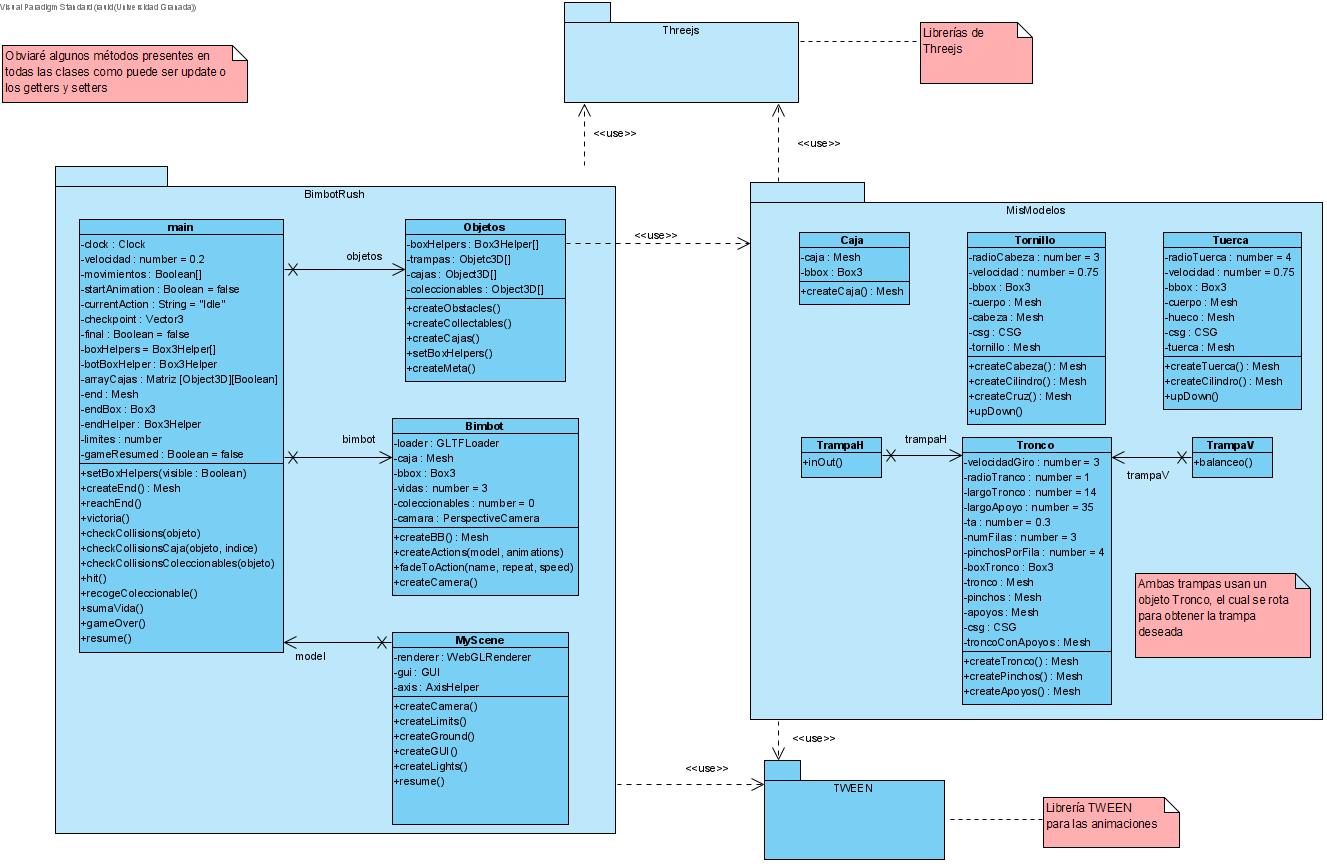 Visual Paradigm Standard(rauld(Universidad Granada))
Threejs
Librerías de
Threejs
Obviaré algunos métodos presentes en
todas las clases como puede ser update o
los getters y setters
<<use>>
<<use>>
BimbotRush
main
-clock : Clock
-velocidad : number = 0.2
-movimientos : Boolean[]
-startAnimation : Boolean = false
-currentAction : String = "Idle"
-checkpoint : Vector3
-final : Boolean = false
-boxHelpers = Box3Helper[]
-botBoxHelper : Box3Helper
-arrayCajas : Matriz [Object3D][Boolean]
-end : Mesh
-endBox : Box3
-endHelper : Box3Helper
-limites : number
-gameResumed : Boolean = false
+setBoxHelpers(visible : Boolean)
+createEnd() : Mesh
+reachEnd()
+victoria()
+checkCollisions(objeto)
+checkCollisionsCaja(objeto, indice)
+checkCollisionsColeccionables(objeto)
+hit()
+recogeColeccionable()
+sumaVida()
+gameOver()
+resume()
objetos
Objetos
-boxHelpers : Box3Helper[]
-trampas : Objetc3D[]
-cajas : Object3D[]
-coleccionables : Object3D[]
+createObstacles()
+createCollectables()
+createCajas()
+setBoxHelpers()
+createMeta()
bimbot
Bimbot
-loader : GLTFLoader
-caja : Mesh
-bbox : Box3
-vidas : number = 3
-coleccionables : number = 0
-camara : PerspectiveCamera
+createBB() : Mesh
+createActions(model, animations)
+fadeToAction(name, repeat, speed)
+createCamera()
model
MyScene
-renderer : WebGLRenderer
-gui : GUI
-axis : AxisHelper
+createCamera()
+createLimits()
+createGround()
+createGUI()
+createLights()
+resume()
<<use>>
MisModelos
Caja
-caja : Mesh
-bbox : Box3
+createCaja() : Mesh
Tornillo
-radioCabeza : number = 3
-velocidad : number = 0.75
-bbox : Box3
-cuerpo : Mesh
-cabeza : Mesh
-csg : CSG
-tornillo : Mesh
+createCabeza() : Mesh
+createCilindro() : Mesh
+createCruz() : Mesh
+upDown()
Tuerca
-radioTuerca : number = 4
-velocidad : number = 0.75
-bbox : Box3
-cuerpo : Mesh
-hueco : Mesh
-csg : CSG
-tuerca : Mesh
+createTuerca() : Mesh
+createCilindro() : Mesh
+upDown()
TrampaH
+inOut()
trampaH
Tronco
-velocidadGiro : number = 3
-radioTronco : number = 1
-largoTronco : number = 14
-largoApoyo : number = 35
-ta : number = 0.3
-numFilas : number = 3
-pinchosPorFila : number = 4
-boxTronco : Box3
-tronco : Mesh
-pinchos : Mesh
-apoyos : Mesh
-csg : CSG
-troncoConApoyos : Mesh
+createTronco() : Mesh
+createPinchos() : Mesh
+createApoyos() : Mesh
trampaV
TrampaV
+balanceo()
Ambas trampas usan un
objeto Tronco, el cual se rota
para obtener la trampa
deseada
<<use>>
<<use>>
TWEEN
Librería TWEEN
para las animaciones